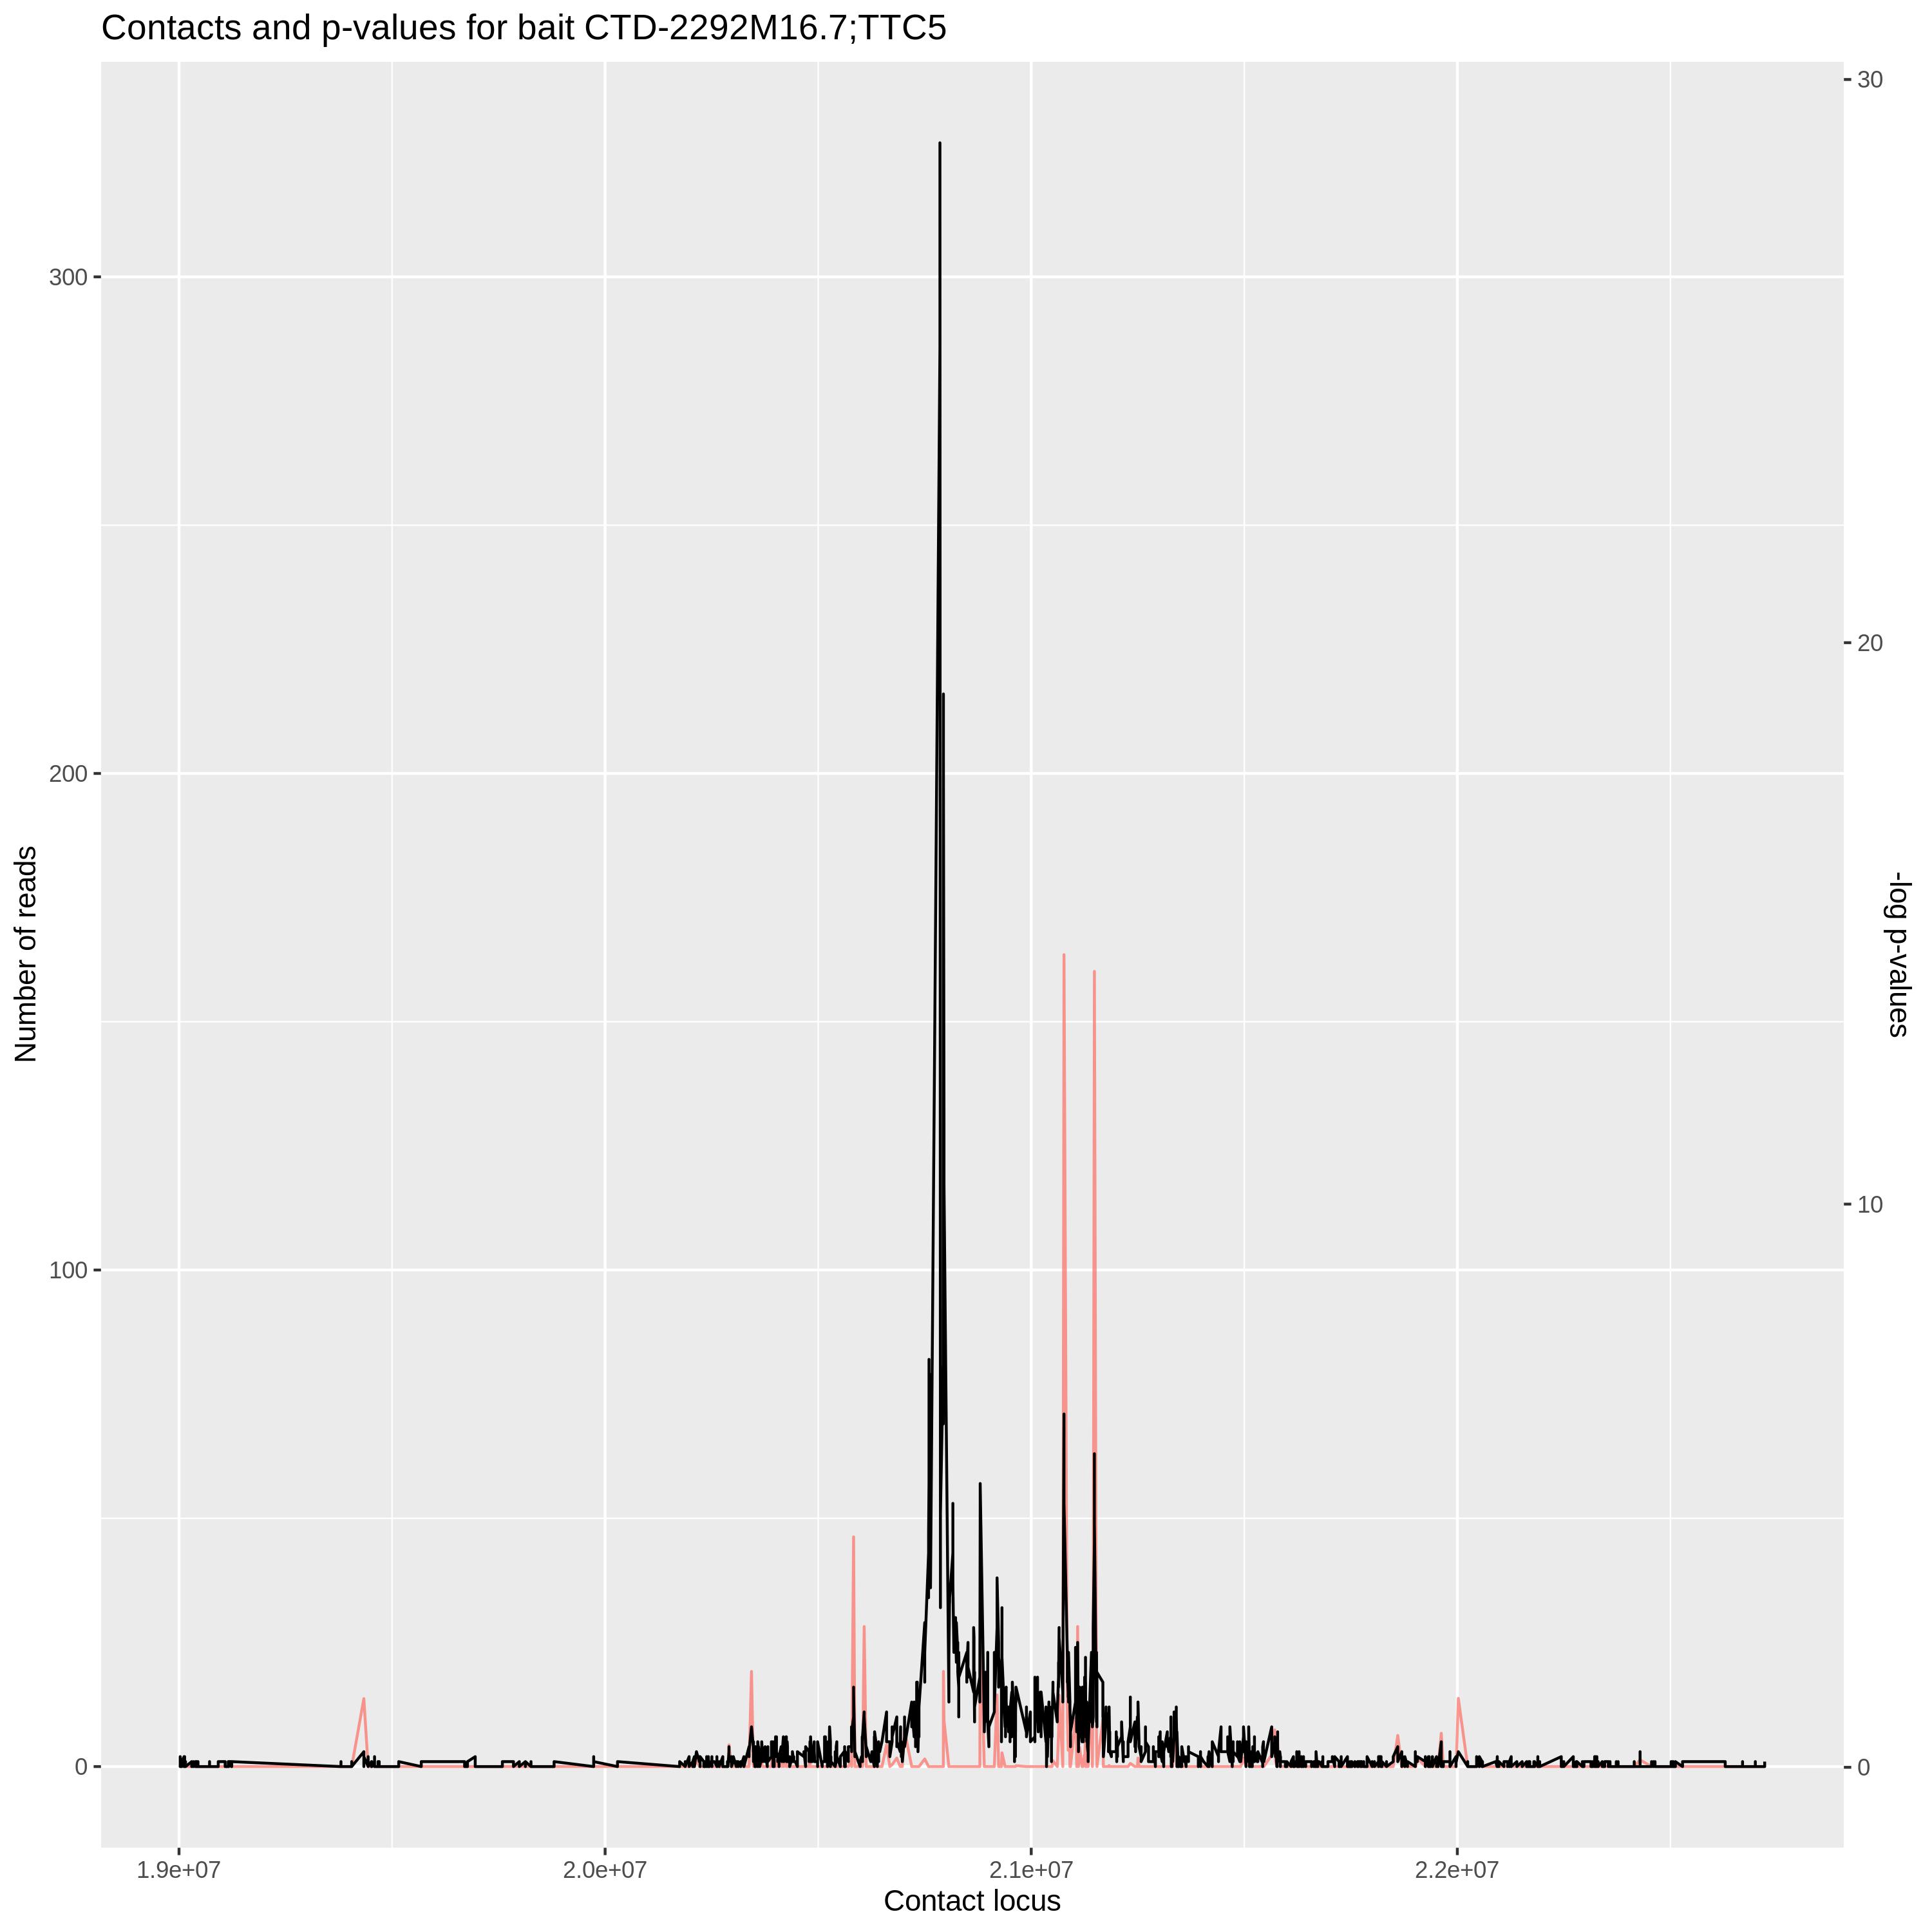 Contacts and p-values for bait CTD-2292M16.7;TTC5
30
300
20
200
Number of reads
-log p-values
10
100
0
0
1.9e+07
2.0e+07
2.1e+07
2.2e+07
Contact locus